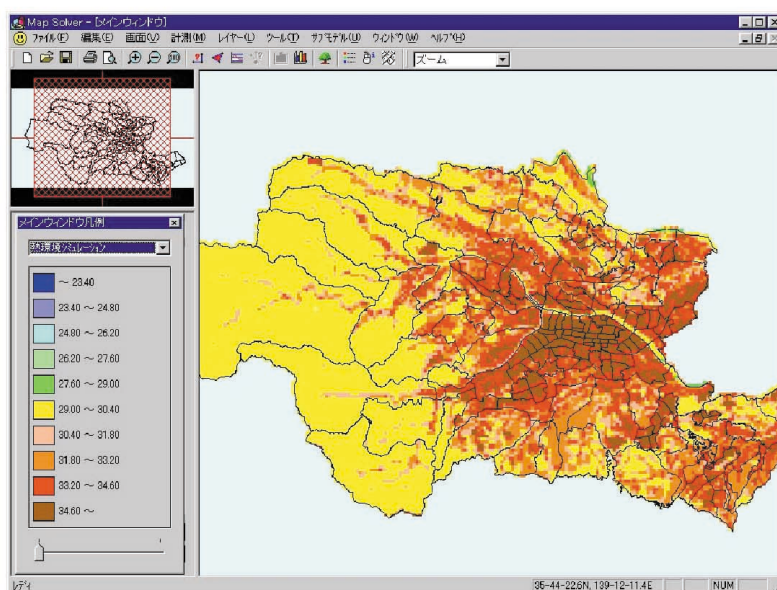 Map Solver - [メインウィンドウ]
ファイル(F) 編集(E) 画面(V) 計測(M) レイヤー(L) ツール(T) サブモデル(U) ウィンドウ(W) ヘルプ(H)
ズーム
メインウィンドウ凡例
熱環境シミュレーション
～ 23.40
23.40 ～ 24.80
24.80 ～ 26.20
26.20 ～ 27.60
27.60 ～ 29.00
29.00 ～ 30.40
30.40 ～ 31.80
31.80 ～ 33.20
33.20 ～ 34.60
34.60 ～
レディ
35-44-22.6N, 139-12-11.4E
NUM